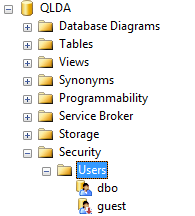 QLDA
Database Diagrams
Tables
Views
Synonyms
Programmability
Service Broker
Storage
Security
Users
dbo
guest